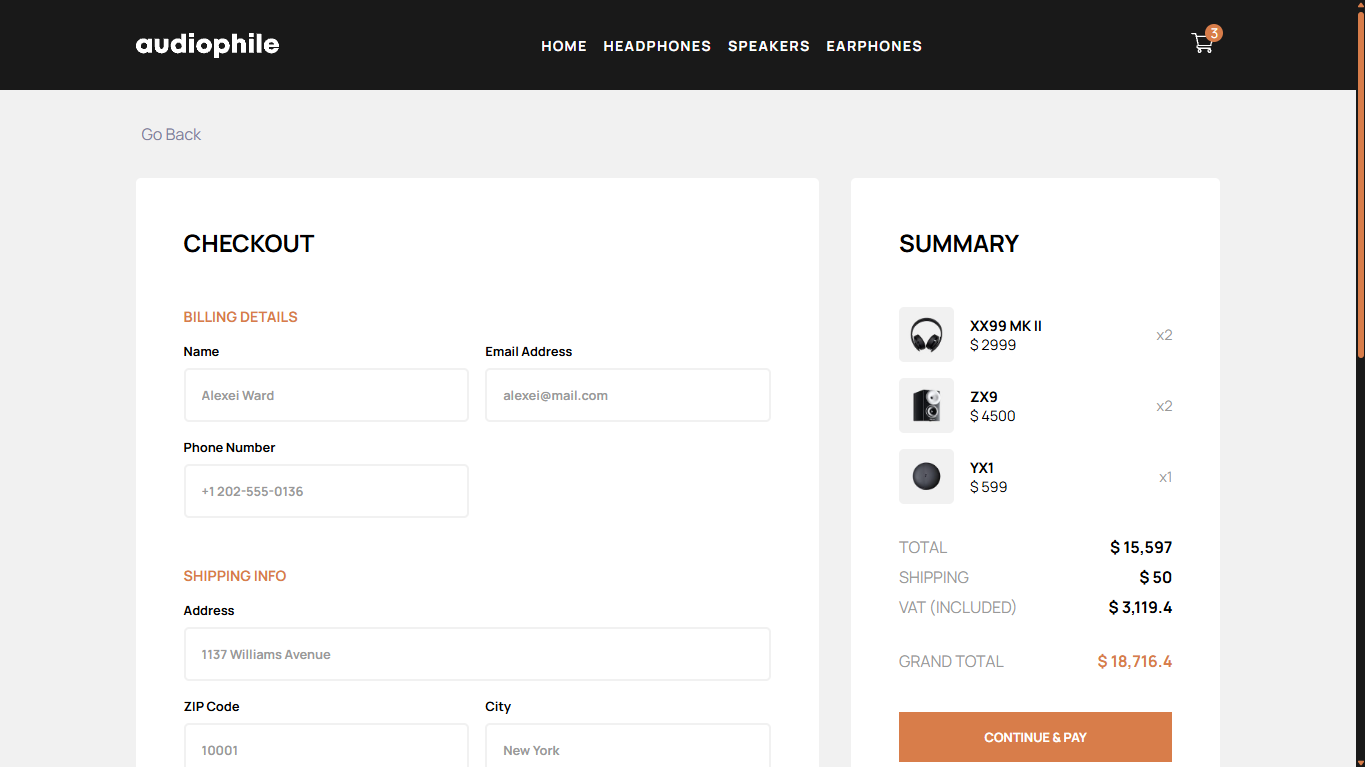 audiophile
HOME HEADPHONES SPEAKERS EARPHONES
3
Go Back
CHECKOUT
BILLING DETAILS
Name
Email Address
Alexei Ward
alexei@mail.com
Phone Number
+1 202-555-0136
SHIPPING INFO
Address
1137 Williams Avenue
ZIP Code
City
10001
New York
SUMMARY
XX99 MK II
$ 2999
x2
ZX9
$ 4500
x2
YX1
$ 599
x1
TOTAL $ 15,597
SHIPPING $ 50
VAT (INCLUDED) $ 3,119.4
GRAND TOTAL $ 18,716.4
CONTINUE & PAY